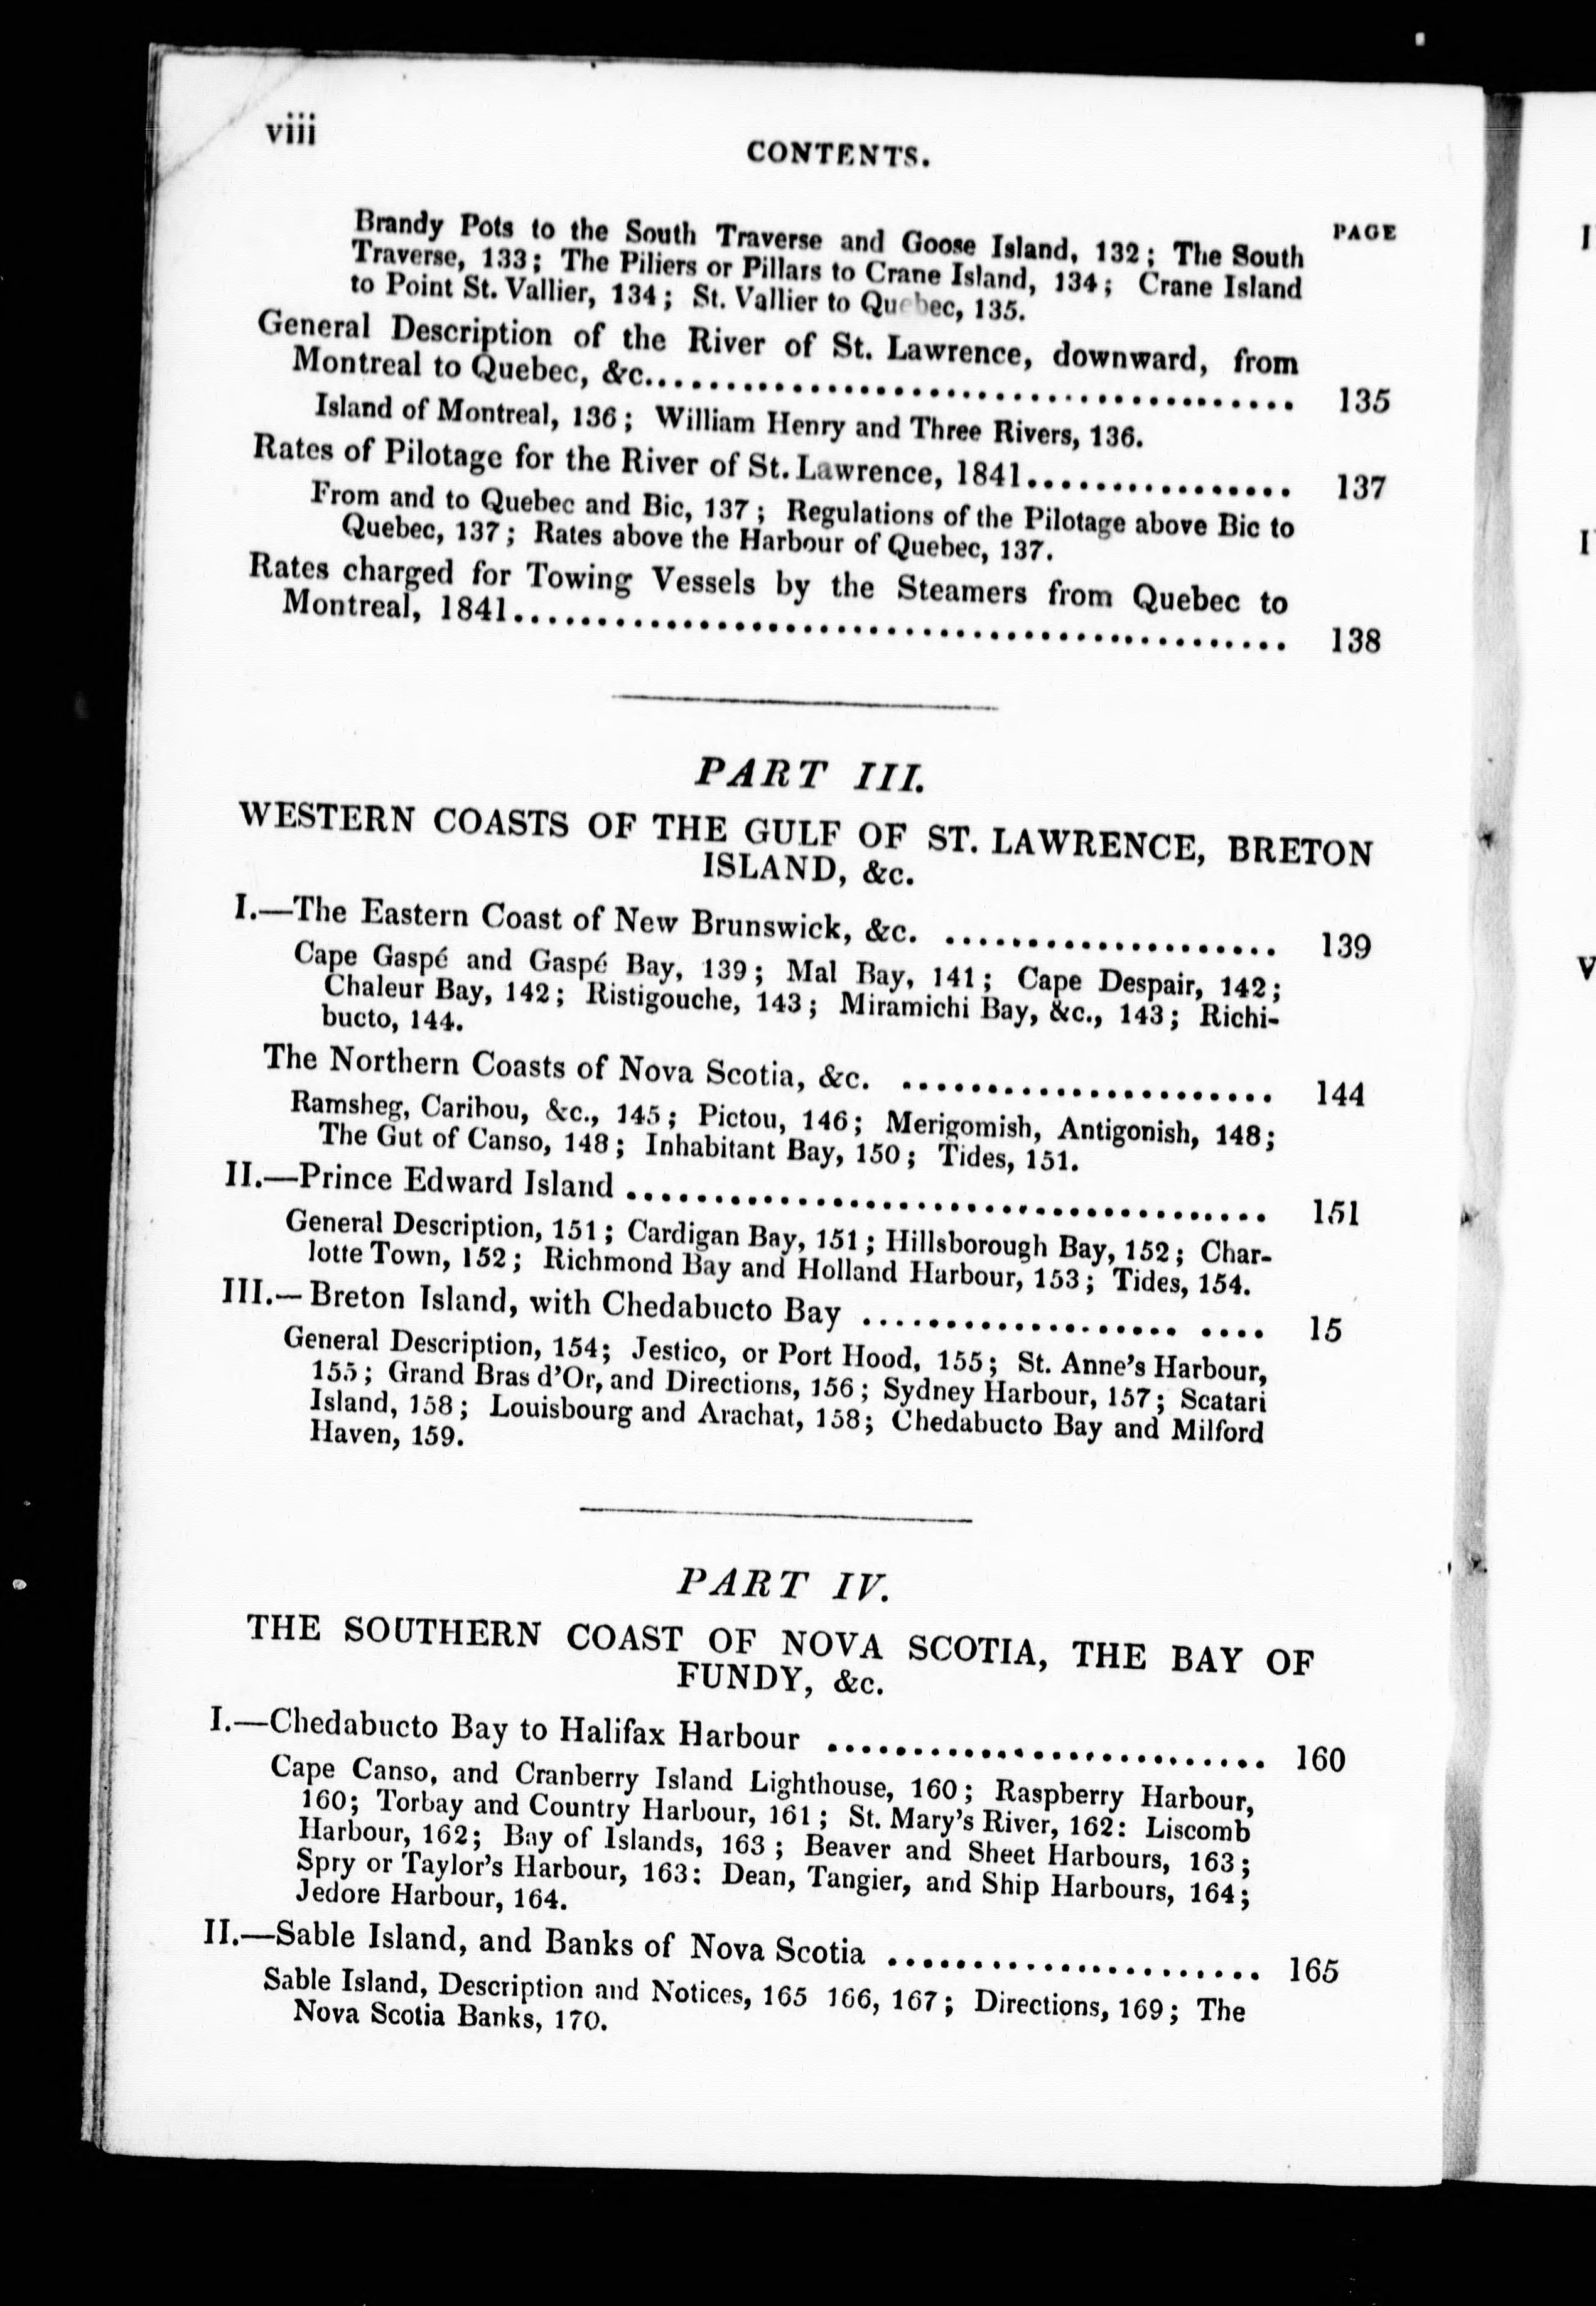 viii
CONTENTS.
PAGE
Brandy Pots to the South Traverse and Goose Island, 132; The South
Traverse, 133; The Piliers or Pillars to Crane Island, 134; Crane Island
to Point St. Vallier, 134; St. Vallier to Quebec, 135.
General Description of the River of St. Lawrence, downward, from
Montreal to Quebec, &c. ........................................ 135
Island of Montreal, 136; William Henry and Three Rivers, 136.
Rates of Pilotage for the River of St. Lawrence, 1841 ................ 137
From and to Quebec and Bic, 137; Regulations of the Pilotage above Bic to
Quebec, 137; Rates above the Harbour of Quebec, 137.
Rates charged for Towing Vessels by the Steamers from Quebec to
Montreal, 1841 ................................................ 138
PART III.
WESTERN COASTS OF THE GULF OF ST. LAWRENCE, BRETON
ISLAND, &c.
I.—The Eastern Coast of New Brunswick, &c. .................... 139
Cape Gaspé and Gaspé Bay, 139; Mal Bay, 141; Cape Despair, 142;
Chaleur Bay, 142; Ristigouche, 143; Miramichi Bay, &c., 143; Richi-
bucto, 144.
The Northern Coasts of Nova Scotia, &c. ...................... 144
Ramsheg, Caribou, &c., 145; Pictou, 146; Merigomish, Antigonish, 148;
The Gut of Canso, 148; Inhabitant Bay, 150; Tides, 151.
II.—Prince Edward Island ...................................... 151
General Description, 151; Cardigan Bay, 151; Hillsborough Bay, 152; Char-
lotte Town, 152; Richmond Bay and Holland Harbour, 153; Tides, 154.
III.—Breton Island, with Chedabucto Bay ................... .... 15
General Description, 154; Jestico, or Port Hood, 155; St. Anne's Harbour,
155; Grand Bras d'Or, and Directions, 156; Sydney Harbour, 157; Scatari
Island, 158; Louisbourg and Arachat, 158; Chedabucto Bay and Milford
Haven, 159.
PART IV.
THE SOUTHERN COAST OF NOVA SCOTIA, THE BAY OF
FUNDY, &c.
I.—Chedabucto Bay to Halifax Harbour .......................... 160
Cape Canso, and Cranberry Island Lighthouse, 160; Raspberry Harbour,
160; Torbay and Country Harbour, 161; St. Mary's River, 162: Liscomb
Harbour, 162; Bay of Islands, 163; Beaver and Sheet Harbours, 163;
Spry or Taylor's Harbour, 163: Dean, Tangier, and Ship Harbours, 164;
Jedore Harbour, 164.
II.—Sable Island, and Banks of Nova Scotia ...................... 165
Sable Island, Description and Notices, 165 166, 167; Directions, 169; The
Nova Scotia Banks, 170.